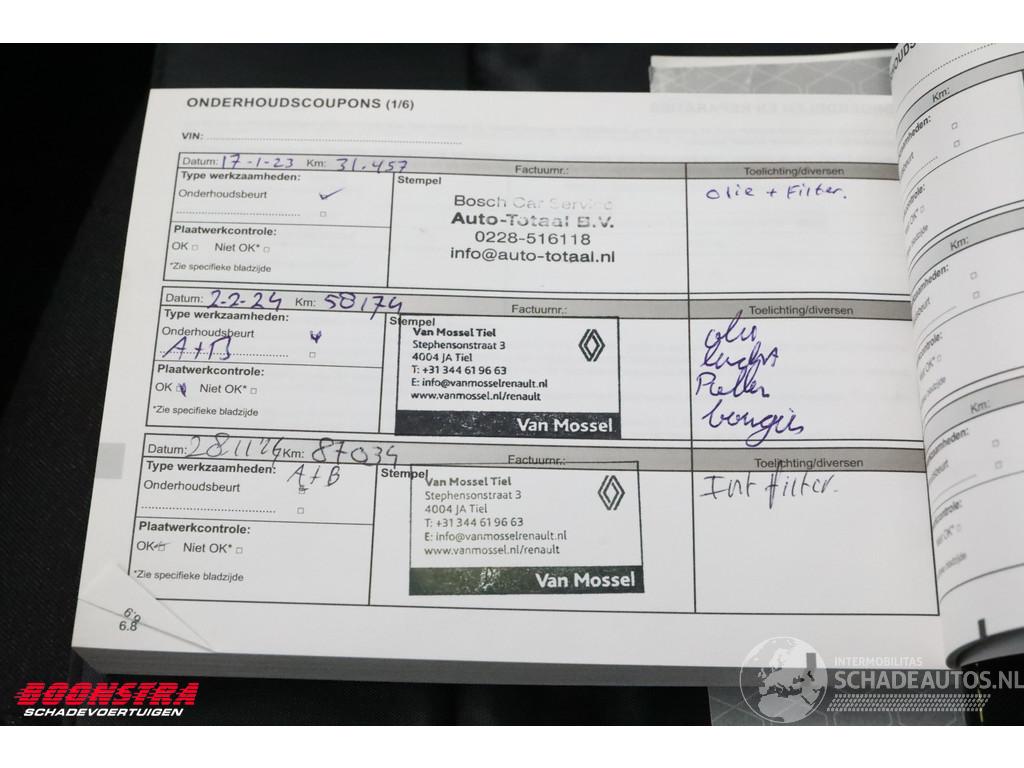 ONDERHOUDSCOUPONS (1/6)
VIN:
Datum: 17-1-23 Km: 31.457 Factuurnr.: Toelichting/diversen
Type werkzaamheden: Stempel
Onderhoudsbeurt
Olie + Filter.
Bosch Car Service
Auto-Totaal B.V.
0228-516118
info@auto-totaal.nl
Plaatwerkcontrole:
OK Niet OK*
*Zie specifieke bladzijde
Datum: 2-2-24 Km: 58174 Factuurnr.: Toelichting/diversen
Type werkzaamheden: Stempel
Onderhoudsbeurt
A+B
Van Mossel Tiel
Stephensonstraat 3
4004 JA Tiel
T: +31 344 61 96 63
E: info@vanmosselrenault.nl
www.vanmossel.nl/renault
Van Mossel
olie
bougies
Plaatwerkcontrole:
OK Niet OK*
*Zie specifieke bladzijde
Datum: 281124 Km: 87034 Factuurnr.: Toelichting/diversen
Type werkzaamheden: A+B Stempel
Onderhoudsbeurt
Van Mossel Tiel
Stephensonstraat 3
4004 JA Tiel
T: +31 344 61 96 63
E: info@vanmosselrenault.nl
www.vanmossel.nl/renault
Van Mossel
Int filter.
Plaatwerkcontrole:
OK Niet OK*
*Zie specifieke bladzijde
6.9
6.8
Km:
Km:
Km:
BOONSTRA
SCHADEVOERTUIGEN
INTERMOBILITAS
SCHADEAUTOS.NL